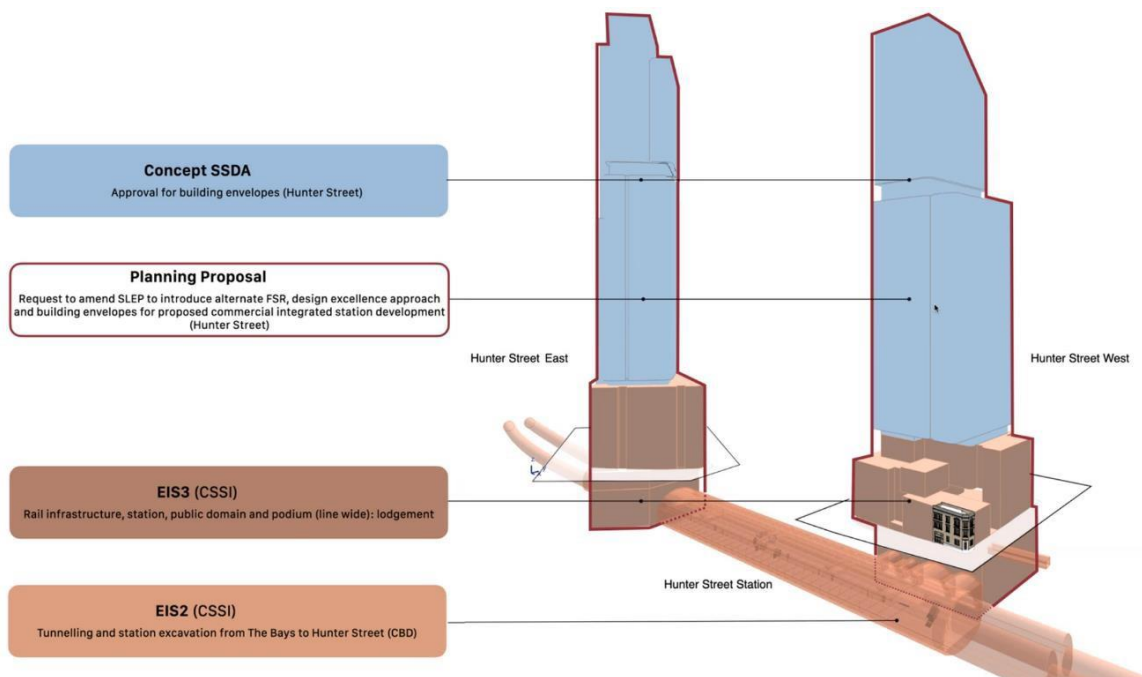 Concept SSDA
Approval for building envelopes (Hunter Street)
Planning Proposal
Request to amend SLEP to introduce alternate FSR, design excellence approach
and building envelopes for proposed commercial integrated station development
(Hunter Street)
Hunter Street East
Hunter Street West
EIS3 (CSSI)
Rail infrastructure, station, public domain and podium (line wide): lodgement
Hunter Street Station
EIS2 (CSSI)
Tunnelling and station excavation from The Bays to Hunter Street (CBD)